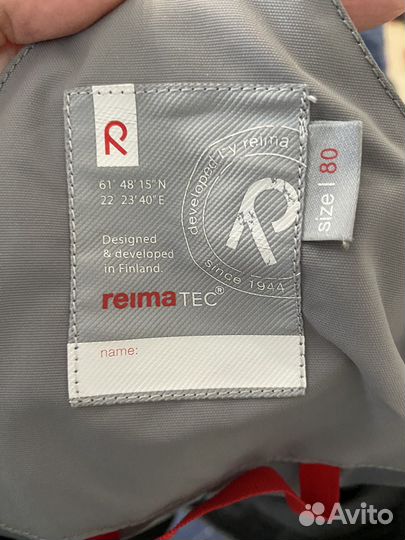 61° 48'15"N
22° 23'40"E
Designed
& developed
in Finland.
reimaTEC®
name:
developed by reima
since 1944
size | 80
Avito